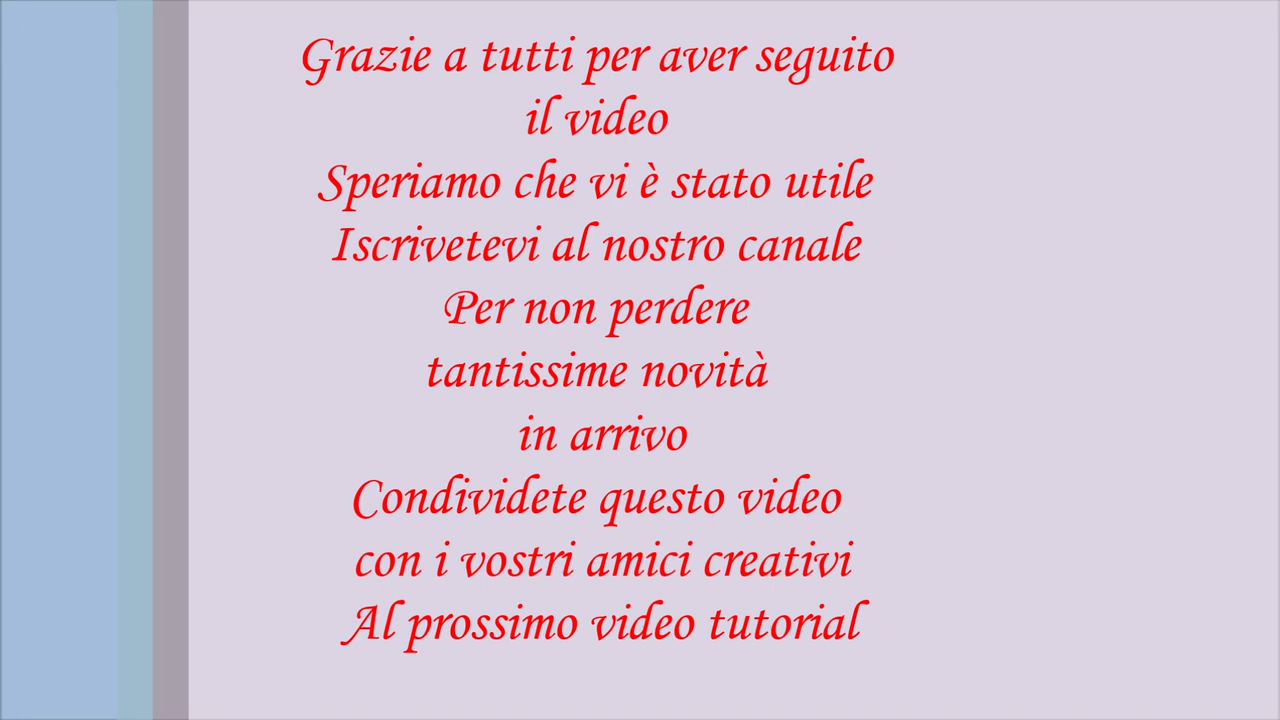 Grazie a tutti per aver seguito
il video
Speriamo che vi è stato utile
Iscrivetevi al nostro canale
Per non perdere
tantissime novità
in arrivo
Condividete questo video
con i vostri amici creativi
Al prossimo video tutorial